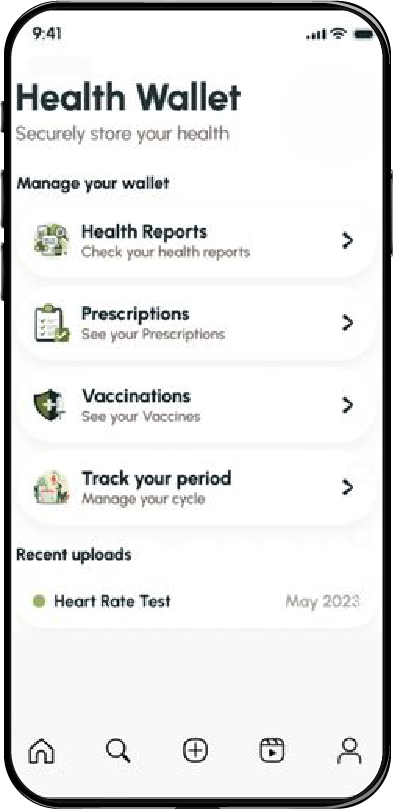 9:41
Health Wallet
Securely store your health
Manage your wallet
Health Reports
Check your health reports
Prescriptions
See your Prescriptions
Vaccinations
See your Vaccines
Track your period
Manage your cycle
Recent uploads
Heart Rate Test May 2023